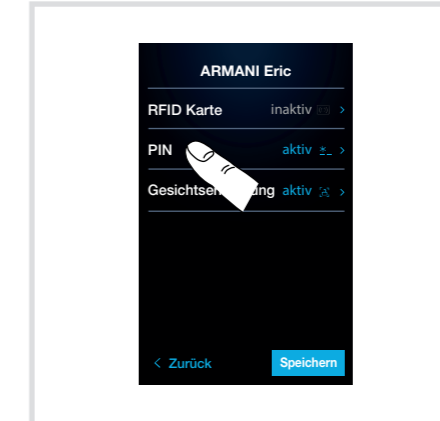 ARMANI Eric
RFID Karte inaktiv >
PIN aktiv *_ >
aktiv >
< Zurück Speichern